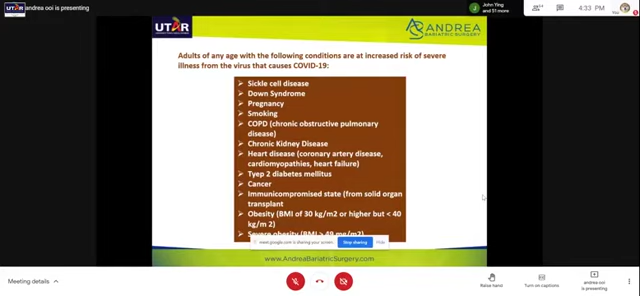 andrea ooi is presenting
John Ying
and 31 more
4:33 PM
You
UTAR
ANDREA
BARIATRIC SURGERY
Adults of any age with the following conditions are at increased risk of severe
illness from the virus that causes COVID-19:
➢ Sickle cell disease
➢ Down Syndrome
➢ Pregnancy
➢ Smoking
➢ COPD (chronic obstructive pulmonary
disease)
➢ Chronic Kidney Disease
➢ Heart disease (coronary artery disease,
cardiomyopathies, heart failure)
➢ Tyep 2 diabetes mellitus
➢ Cancer
➢ Immunicompromised state (from solid organ
transplant
➢ Obesity (BMI of 30 kg/m2 or higher but < 40
kg/m 2)
➢ Severe obesity (BMI > 49 mg/m2)
meet.google.com is sharing your screen.
Stop sharing
Hide
www.AndreaBariatricSurgery.com
Meeting details
Raise hand
Turn on captions
andrea ooi
is presenting